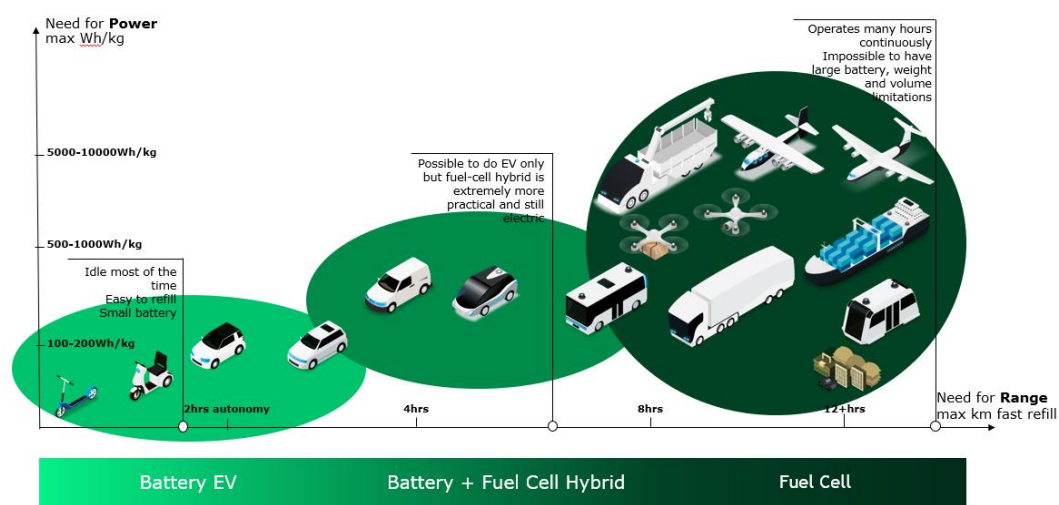 Need for Power
max Wh/kg
Operates many hours
continuously
Impossible to have
large battery, weight
and volume
limitations
5000-10000Wh/kg
Possible to do EV only
but fuel-cell hybrid is
extremely more
practical and still
electric
500-1000Wh/kg
Idle most of the
time
Easy to refill
Small battery
100-200Wh/kg
2hrs autonomy
4hrs
8hrs
12+hrs
Need for Range
max km fast refill
Battery EV
Battery + Fuel Cell Hybrid
Fuel Cell